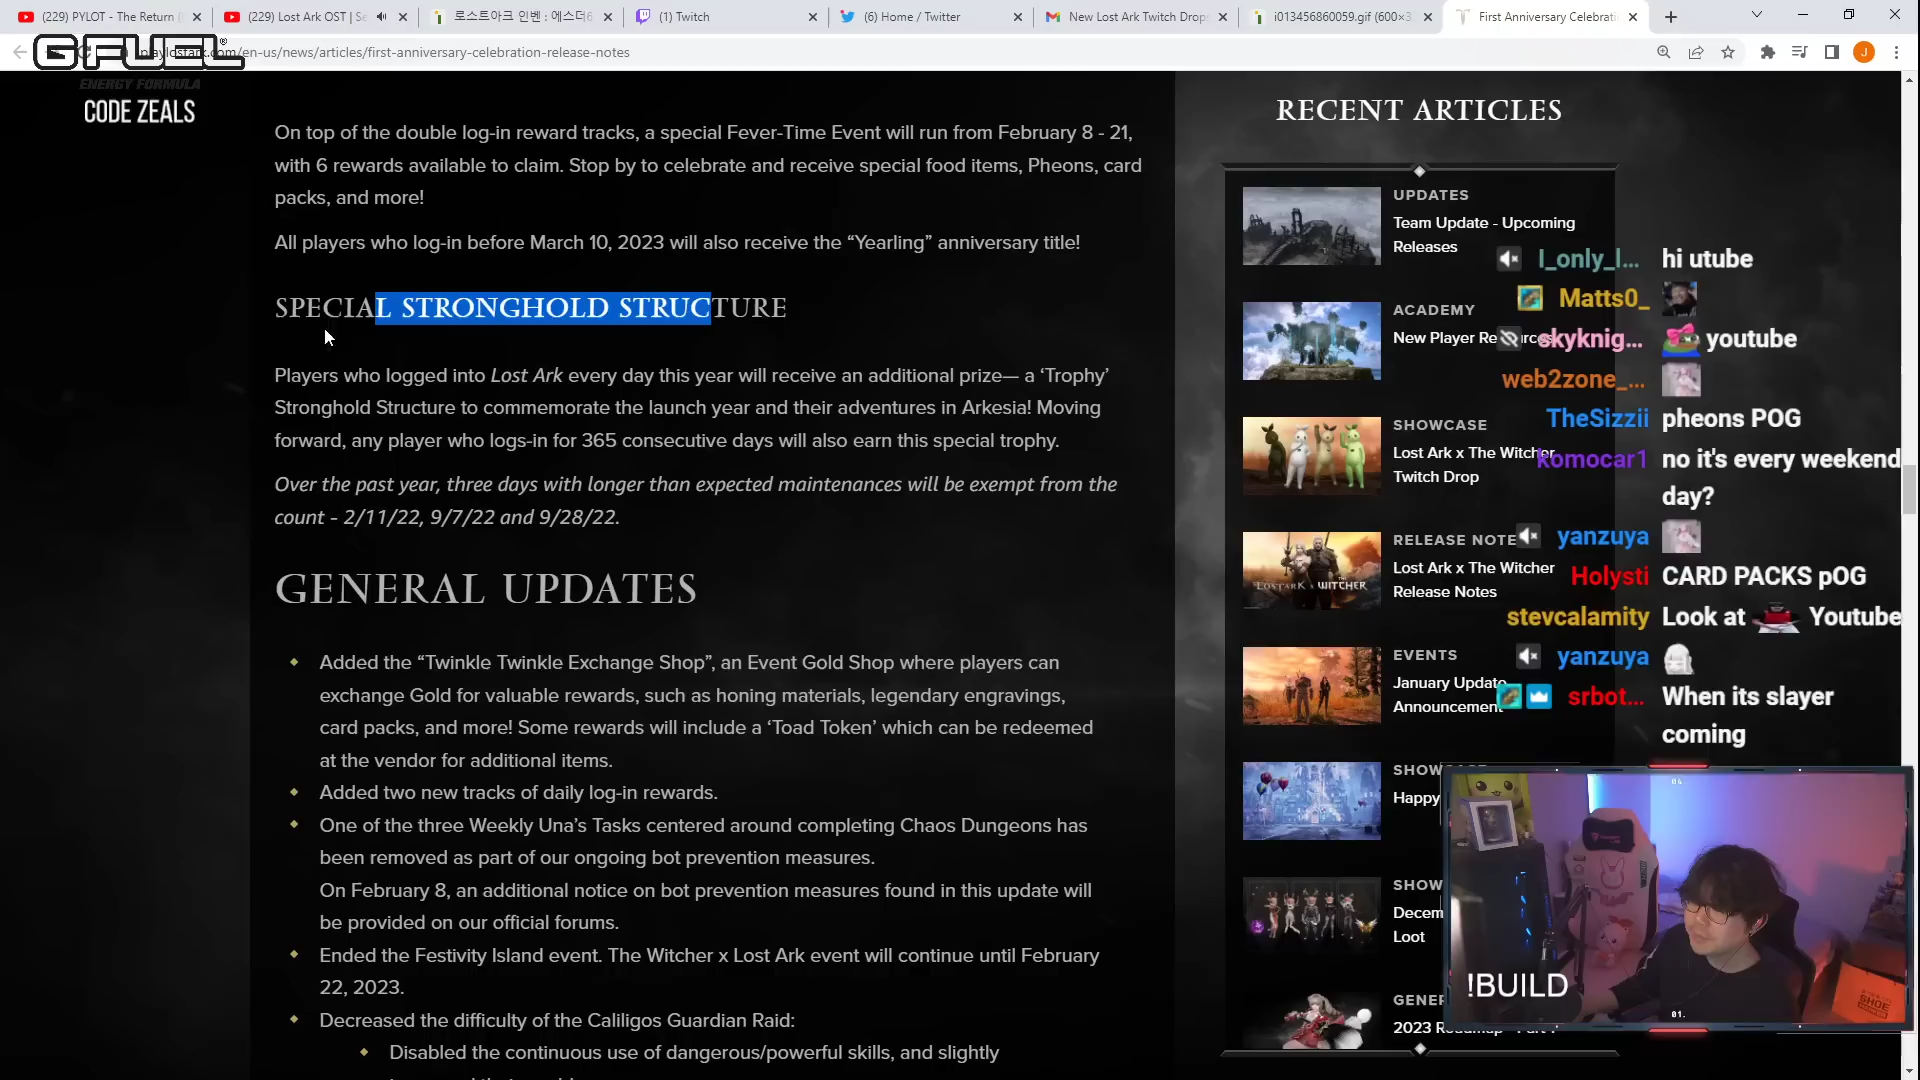 (229) PYLOT - The Return (
(229) Lost Ark OST | Se
로스트아크 인벤 : 에스더
(1) Twitch
(6) Home / Twitter
New Lost Ark Twitch Drops
i013456860059.gif (600×3
First Anniversary Celebrati
.com/en-us/news/articles/first-anniversary-celebration-release-notes
J
GFUEL
ENERGY FORMULA
CODE ZEALS
On top of the double log-in reward tracks, a special Fever-Time Event will run from February 8 - 21,
with 6 rewards available to claim. Stop by to celebrate and receive special food items, Pheons, card
packs, and more!
All players who log-in before March 10, 2023 will also receive the “Yearling” anniversary title!
SPECIAL STRONGHOLD STRUCTURE
Players who logged into Lost Ark every day this year will receive an additional prize— a ‘Trophy’
Stronghold Structure to commemorate the launch year and their adventures in Arkesia! Moving
forward, any player who logs-in for 365 consecutive days will also earn this special trophy.
Over the past year, three days with longer than expected maintenances will be exempt from the
count - 2/11/22, 9/7/22 and 9/28/22.
GENERAL UPDATES
Added the “Twinkle Twinkle Exchange Shop”, an Event Gold Shop where players can
exchange Gold for valuable rewards, such as honing materials, legendary engravings,
card packs, and more! Some rewards will include a ‘Toad Token’ which can be redeemed
at the vendor for additional items.
Added two new tracks of daily log-in rewards.
One of the three Weekly Una’s Tasks centered around completing Chaos Dungeons has
been removed as part of our ongoing bot prevention measures.
On February 8, an additional notice on bot prevention measures found in this update will
be provided on our official forums.
Ended the Festivity Island event. The Witcher x Lost Ark event will continue until February
22, 2023.
Decreased the difficulty of the Caliligos Guardian Raid:
Disabled the continuous use of dangerous/powerful skills, and slightly
RECENT ARTICLES
UPDATES
Team Update - Upcoming
Releases
ACADEMY
New Player Re
SHOWCASE
Lost Ark x The Witcher
Twitch Drop
RELEASE NOTE
Lost Ark x The Witcher
Release Notes
LOST ARK x WITCHER
EVENTS
January Update
Announcement
SHOW
Happy
SHOW
Decem
Loot
GENER
2023 Roadmap - Part 1
I_only_I... hi utube
Matts0_
skyknig... youtube
web2zone_...
TheSizzii pheons POG
komocar1 no it's every weekend
day?
yanzuya
Holysti CARD PACKS pOG
stevcalamity Look at Youtube
yanzuya
srbot... When its slayer
coming
!BUILD
04
01.